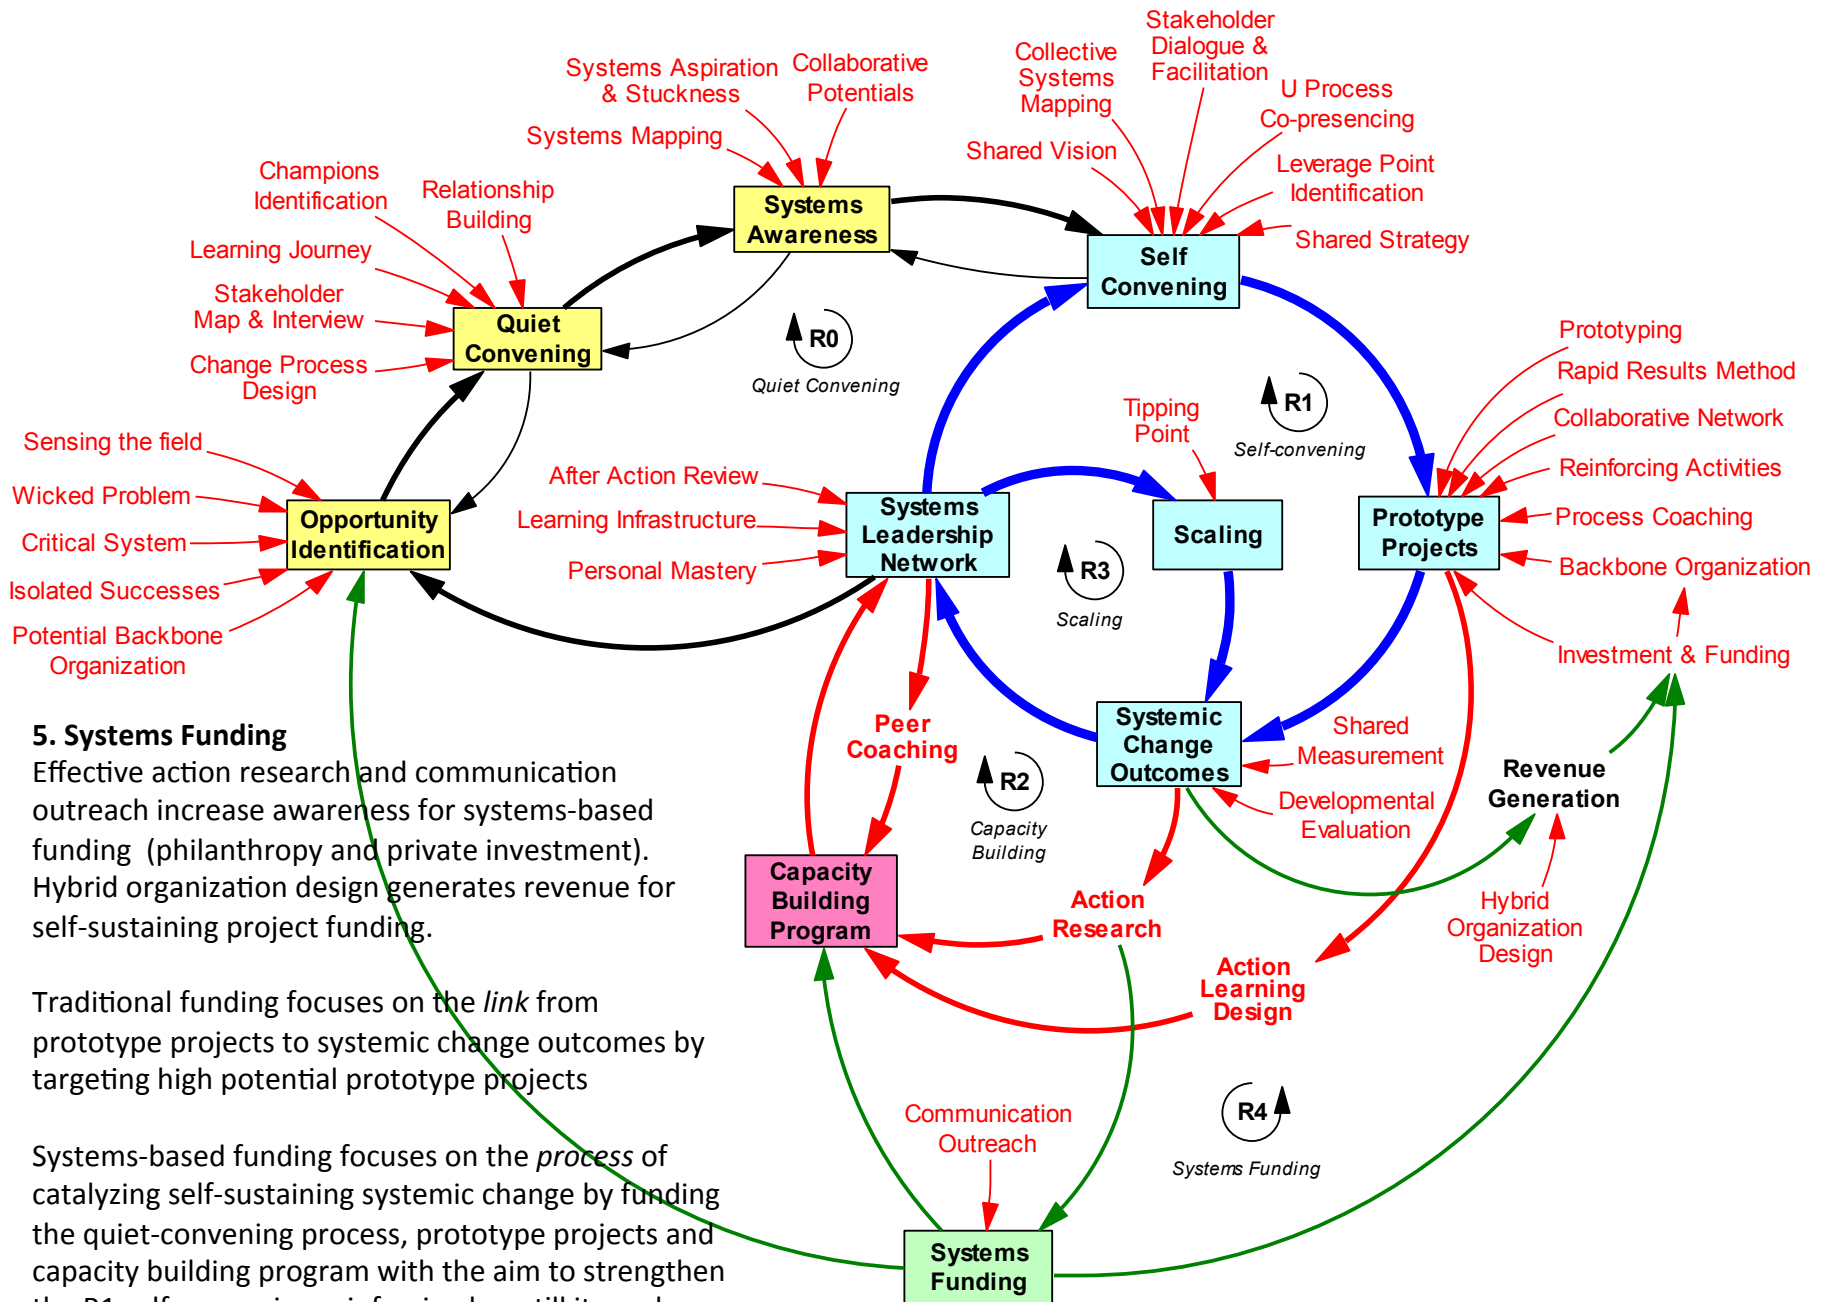 Stakeholder
Dialogue &
Facilitation
Collective
Systems
Mapping
Systems Aspiration
& Stuckness
Collaborative
Potentials
U Process
Co-presencing
Systems Mapping
Shared Vision
Leverage Point
Identification
Champions
Identification
Relationship
Building
Systems
Awareness
Shared Strategy
Learning Journey
Self
Convening
Stakeholder
Map & Interview
Quiet
Convening
Change Process
Design
R0
Quiet Convening
Prototyping
Rapid Results Method
Collaborative Network
Reinforcing Activities
Process Coaching
Backbone Organization
Investment & Funding
R1
Self-convening
Tipping
Point
Sensing the field
Wicked Problem
Critical System
Isolated Successes
Potential Backbone
Organization
Opportunity
Identification
After Action Review
Learning Infrastructure
Personal Mastery
Systems
Leadership
Network
Scaling
Prototype
Projects
R3
Scaling
Peer
Coaching
Systemic
Change
Outcomes
Shared
Measurement
Developmental
Evaluation
Revenue
Generation
R2
Capacity
Building
Capacity
Building
Program
Action
Research
Hybrid
Organization
Design
Action
Learning
Design
Communication
Outreach
R4
Systems Funding
Systems
Funding
5. Systems Funding
Effective action research and communication
outreach increase awareness for systems-based
funding (philanthropy and private investment).
Hybrid organization design generates revenue for
self-sustaining project funding.
Traditional funding focuses on the link from
prototype projects to systemic change outcomes by
targeting high potential prototype projects
Systems-based funding focuses on the process of
catalyzing self-sustaining systemic change by funding
the quiet-convening process, prototype projects and
capacity building program with the aim to strengthen